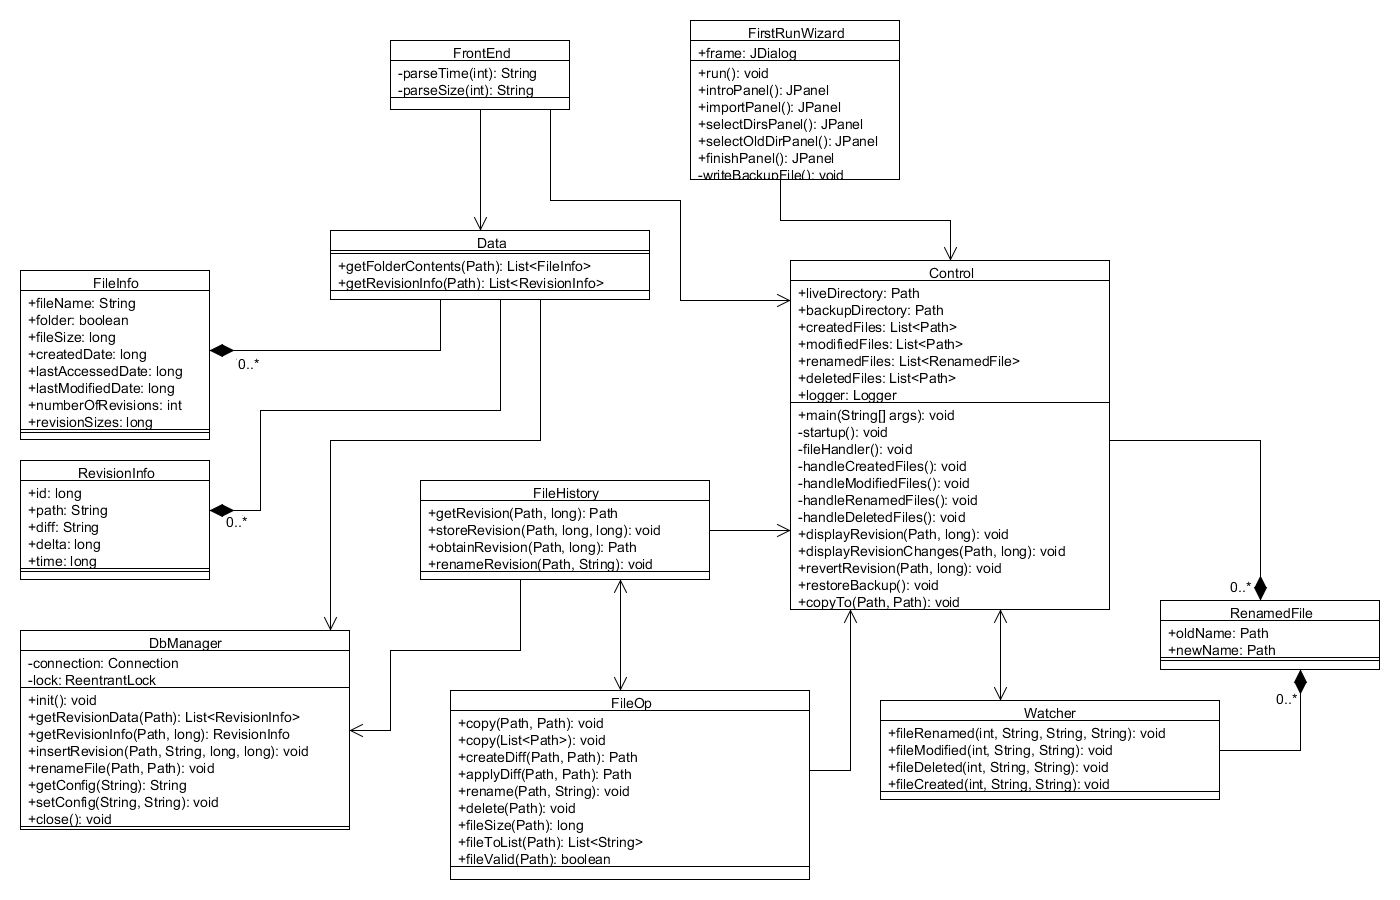 FrontEnd
-parseTime(int): String
-parseSize(int): String
FirstRunWizard
+frame: JDialog
+run(): void
+introPanel(): JPanel
+importPanel(): JPanel
+selectDirsPanel(): JPanel
+selectOldDirPanel(): JPanel
+finishPanel(): JPanel
-writeBackupFile(): void
Data
+getFolderContents(Path): List<FileInfo>
+getRevisionInfo(Path): List<RevisionInfo>
FileInfo
+fileName: String
+folder: boolean
+fileSize: long
+createdDate: long
+lastAccessedDate: long
+lastModifiedDate: long
+numberOfRevisions: int
+revisionSizes: long
0..*
RevisionInfo
+id: long
+path: String
+diff: String
+delta: long
+time: long
0..*
Control
+liveDirectory: Path
+backupDirectory: Path
+createdFiles: List<Path>
+modifiedFiles: List<Path>
+renamedFiles: List<RenamedFile>
+deletedFiles: List<Path>
+logger: Logger
+main(String[] args): void
-startup(): void
-fileHandler(): void
-handleCreatedFiles(): void
-handleModifiedFiles(): void
-handleRenamedFiles(): void
-handleDeletedFiles(): void
+displayRevision(Path, long): void
+displayRevisionChanges(Path, long): void
+revertRevision(Path, long): void
+restoreBackup(): void
+copyTo(Path, Path): void
FileHistory
+getRevision(Path, long): Path
+storeRevision(Path, long, long): void
+obtainRevision(Path, long): Path
+renameRevision(Path, String): void
0..*
RenamedFile
+oldName: Path
+newName: Path
0..*
DbManager
-connection: Connection
-lock: ReentrantLock
+init(): void
+getRevisionData(Path): List<RevisionInfo>
+getRevisionInfo(Path, long): RevisionInfo
+insertRevision(Path, String, long, long): void
+renameFile(Path, Path): void
+getConfig(String): String
+setConfig(String, String): void
+close(): void
FileOp
+copy(Path, Path): void
+copy(List<Path>): void
+createDiff(Path, Path): Path
+applyDiff(Path, Path): Path
+rename(Path, String): void
+delete(Path): void
+fileSize(Path): long
+fileToList(Path): List<String>
+fileValid(Path): boolean
Watcher
+fileRenamed(int, String, String, String): void
+fileModified(int, String, String): void
+fileDeleted(int, String, String): void
+fileCreated(int, String, String): void